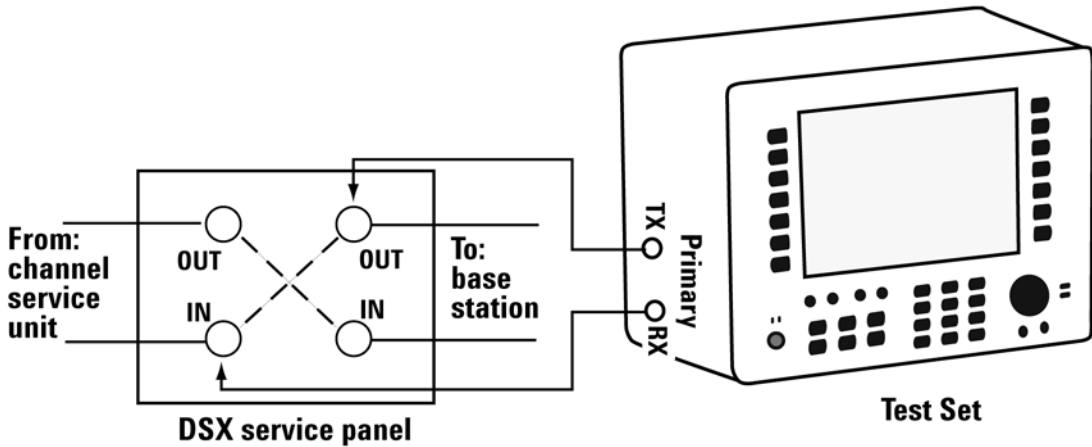 From:
channel
service
unit
OUT
OUT
IN
IN
To:
base
station
DSX service panel
TX
Primary
RX
Test Set